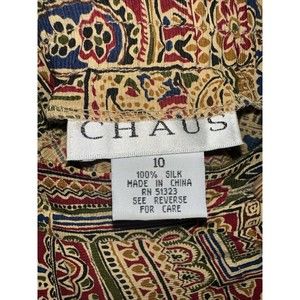 CHAUS
10
100% SILK
MADE IN CHINA
RN 51323
SEE REVERSE
FOR CARE